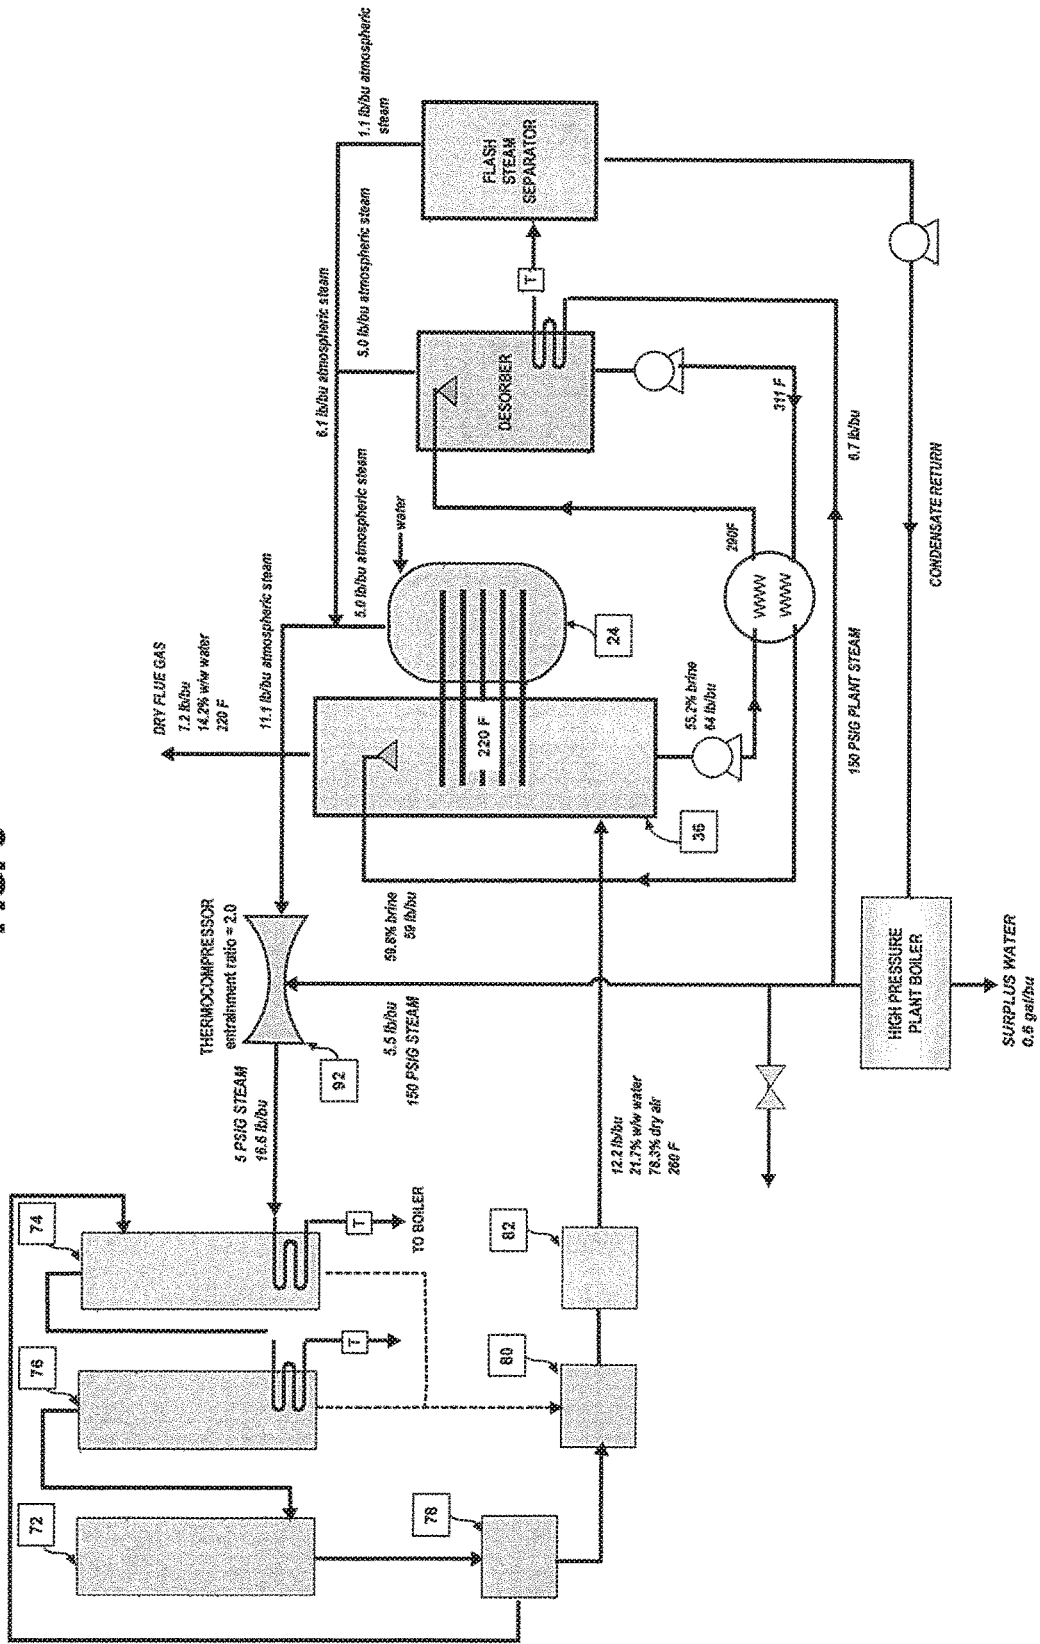 1.1 lb/bu atmospheric
steam
FLASH
STEAM
SEPARATOR
6.1 lb/bu atmospheric steam
5.0 lb/bu atmospheric steam
T
DESORBER
311 F
6.7 lb/bu
CONDENSATE RETURN
5.0 lb/bu atmospheric steam
water
290F
24
11.1 lb/bu atmospheric steam
DRY FLUE GAS
7.2 lb/bu
14.2% w/w water
220 F
220 F
55.2% brine
64 lb/bu
150 PSIG PLANT STEAM
36
THERMOCOMPRESSOR
entrainment ratio = 2.0
59.8% brine
59 lb/bu
HIGH PRESSURE
PLANT BOILER
SURPLUS WATER
0.6 gal/bu
92
5.5 lb/bu
150 PSIG STEAM
5 PSIG STEAM
16.6 lb/bu
12.2 lb/bu
21.7% w/w water
78.3% dry air
260 F
74
T
TO BOILER
82
76
T
80
72
78